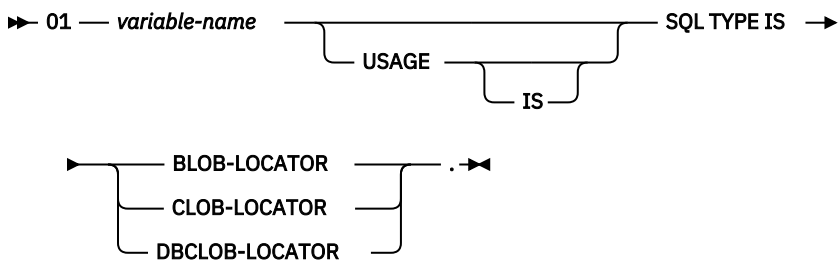 01 variable-name SQL TYPE IS
USAGE
IS
BLOB-LOCATOR .
CLOB-LOCATOR
DBCLOB-LOCATOR